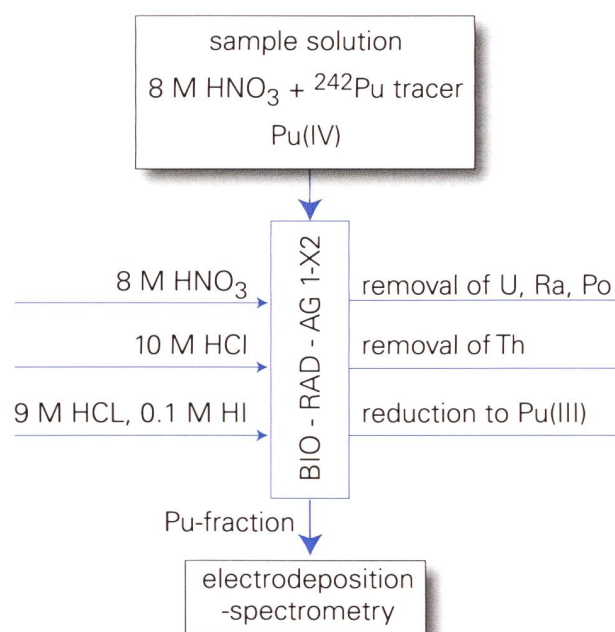 sample solution
8 M HNO₃ + ²⁴²Pu tracer
Pu(IV)
BIO - RAD - AG 1-X2
8 M HNO₃
removal of U, Ra, Po
10 M HCl
removal of Th
9 M HCL, 0.1 M HI
reduction to Pu(III)
Pu-fraction
electrodeposition
-spectrometry